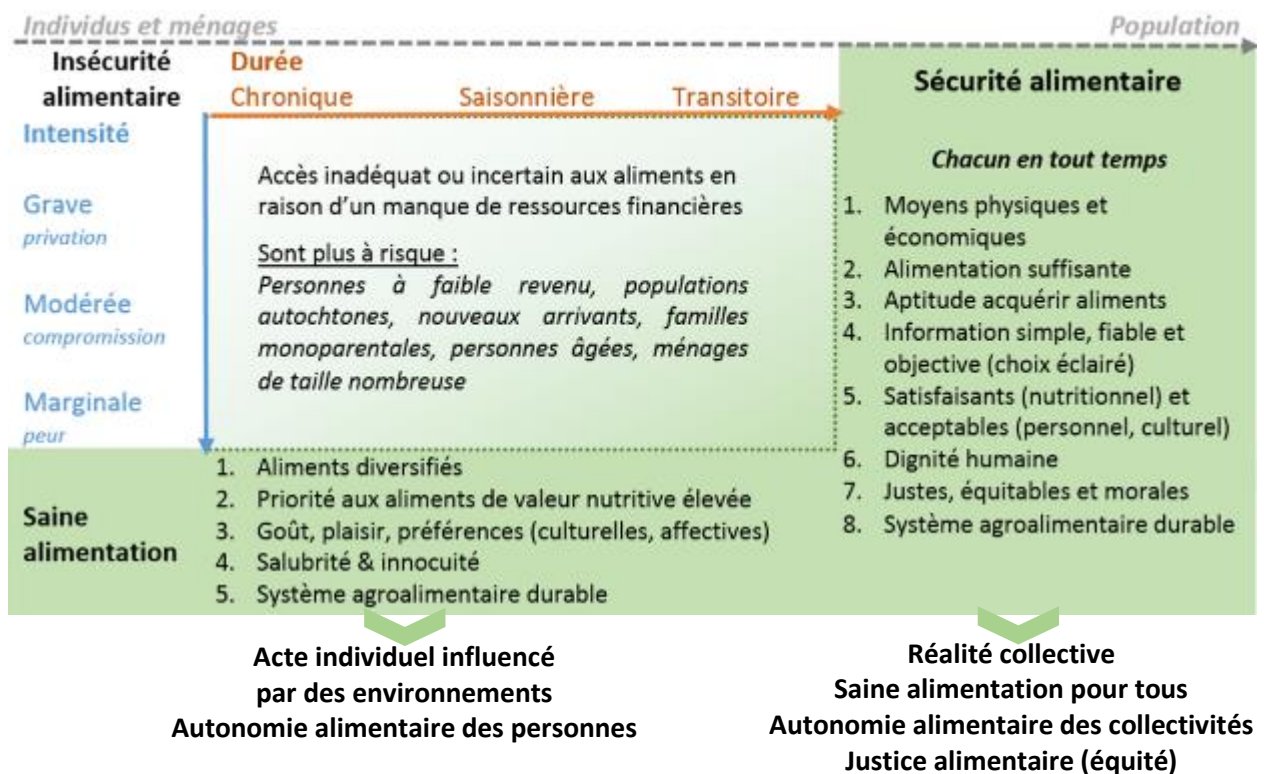 Individus et ménages
Population
Insécurité
alimentaire
Durée
Chronique Saisonnière Transitoire
Intensité
Grave
privation
Modérée
compromission
Marginale
peur
Accès inadéquat ou incertain aux aliments en
raison d'un manque de ressources financières
Sont plus à risque :
Personnes à faible revenu, populations
autochtones, nouveaux arrivants, familles
monoparentales, personnes âgées, ménages
de taille nombreuse
Sécurité alimentaire
Chacun en tout temps
1. Moyens physiques et
économiques
2. Alimentation suffisante
3. Aptitude acquérir aliments
4. Information simple, fiable et
objective (choix éclairé)
5. Satisfaisants (nutritionnel) et
acceptables (personnel, culturel)
6. Dignité humaine
7. Justes, équitables et morales
8. Système agroalimentaire durable
Saine
alimentation
1. Aliments diversifiés
2. Priorité aux aliments de valeur nutritive élevée
3. Goût, plaisir, préférences (culturelles, affectives)
4. Salubrité & innocuité
5. Système agroalimentaire durable
Acte individuel influencé
par des environnements
Autonomie alimentaire des personnes
Réalité collective
Saine alimentation pour tous
Autonomie alimentaire des collectivités
Justice alimentaire (équité)